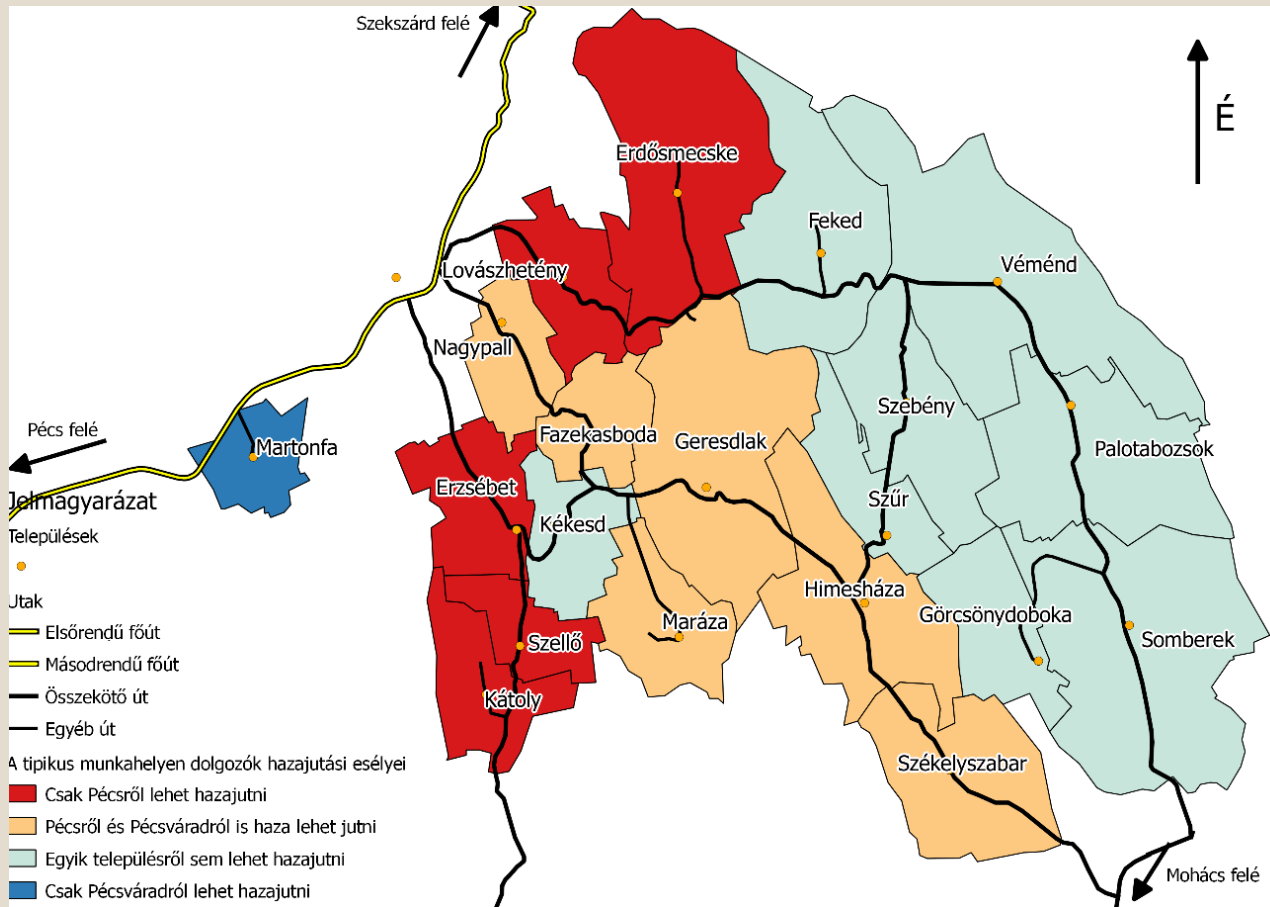 Szekszárd felé
É
Erdősmecske
Feked
Lovászhetény
Véménd
Nagypall
Szebény
Pécs felé
Martonfa
Fazekasboda
Geresdlak
Palotabozsok
Erzsébet
Kékesd
Szűr
Himesháza
Görcsönydoboka
Maráza
Somberek
Szellő
Kátoly
Székelyszabar
Mohács felé
Jelmagyarázat
Települések
Utak
Elsőrendű főút
Másodrendű főút
Összekötő út
Egyéb út
A tipikus munkahelyen dolgozók hazajutási esélyei
Csak Pécsről lehet hazajutni
Pécsről és Pécsváradról is haza lehet jutni
Egyik településről sem lehet hazajutni
Csak Pécsváradról lehet hazajutni